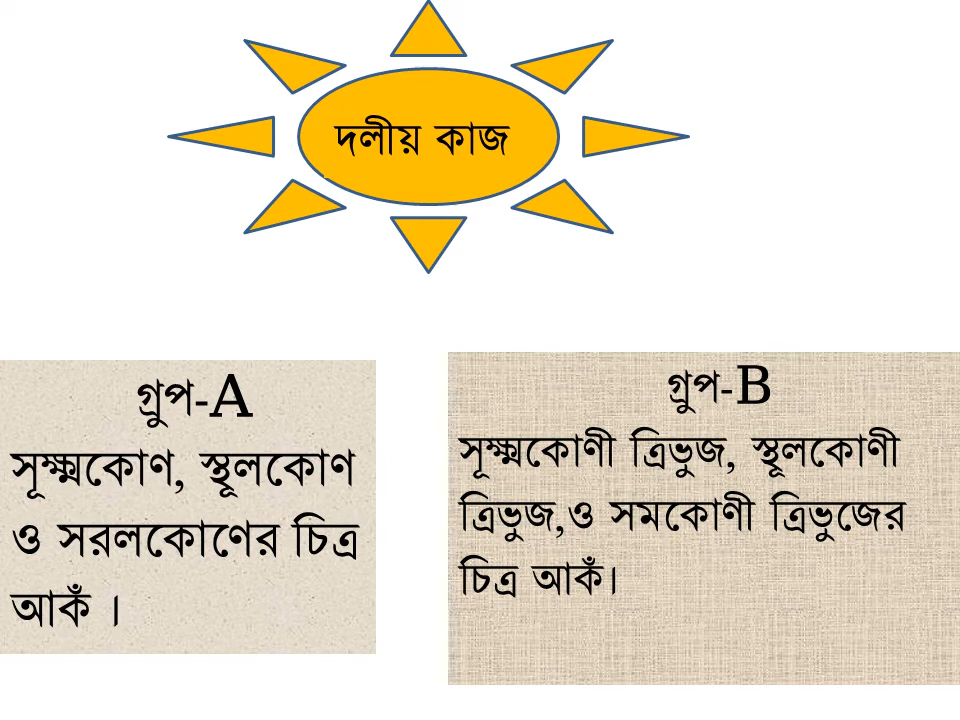 দলীয় কাজ
গ্রুপ-A
সূক্ষ্মকোণ, স্থূলকোণ
ও সরলকোণের চিত্র
আকঁ ।
গ্রুপ-B
সূক্ষ্মকোণী ত্রিভুজ, স্থূলকোণী
ত্রিভুজ,ও সমকোণী ত্রিভুজের
চিত্র আকঁ।